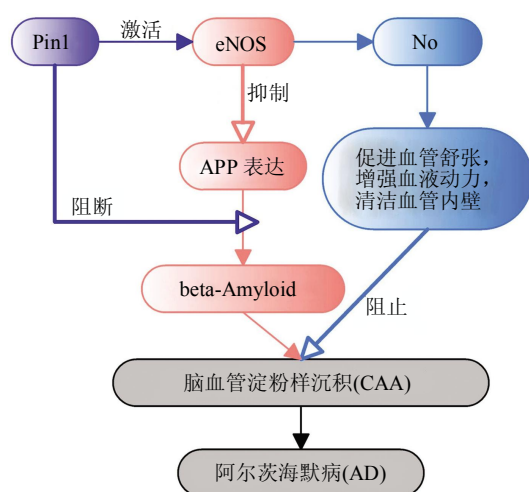 Pin1
激活
eNOS
No
抑制
APP 表达
促进血管舒张,
增强血液动力,
清洁血管内壁
阻断
beta-Amyloid
阻止
脑血管淀粉样沉积(CAA)
阿尔茨海默病(AD)